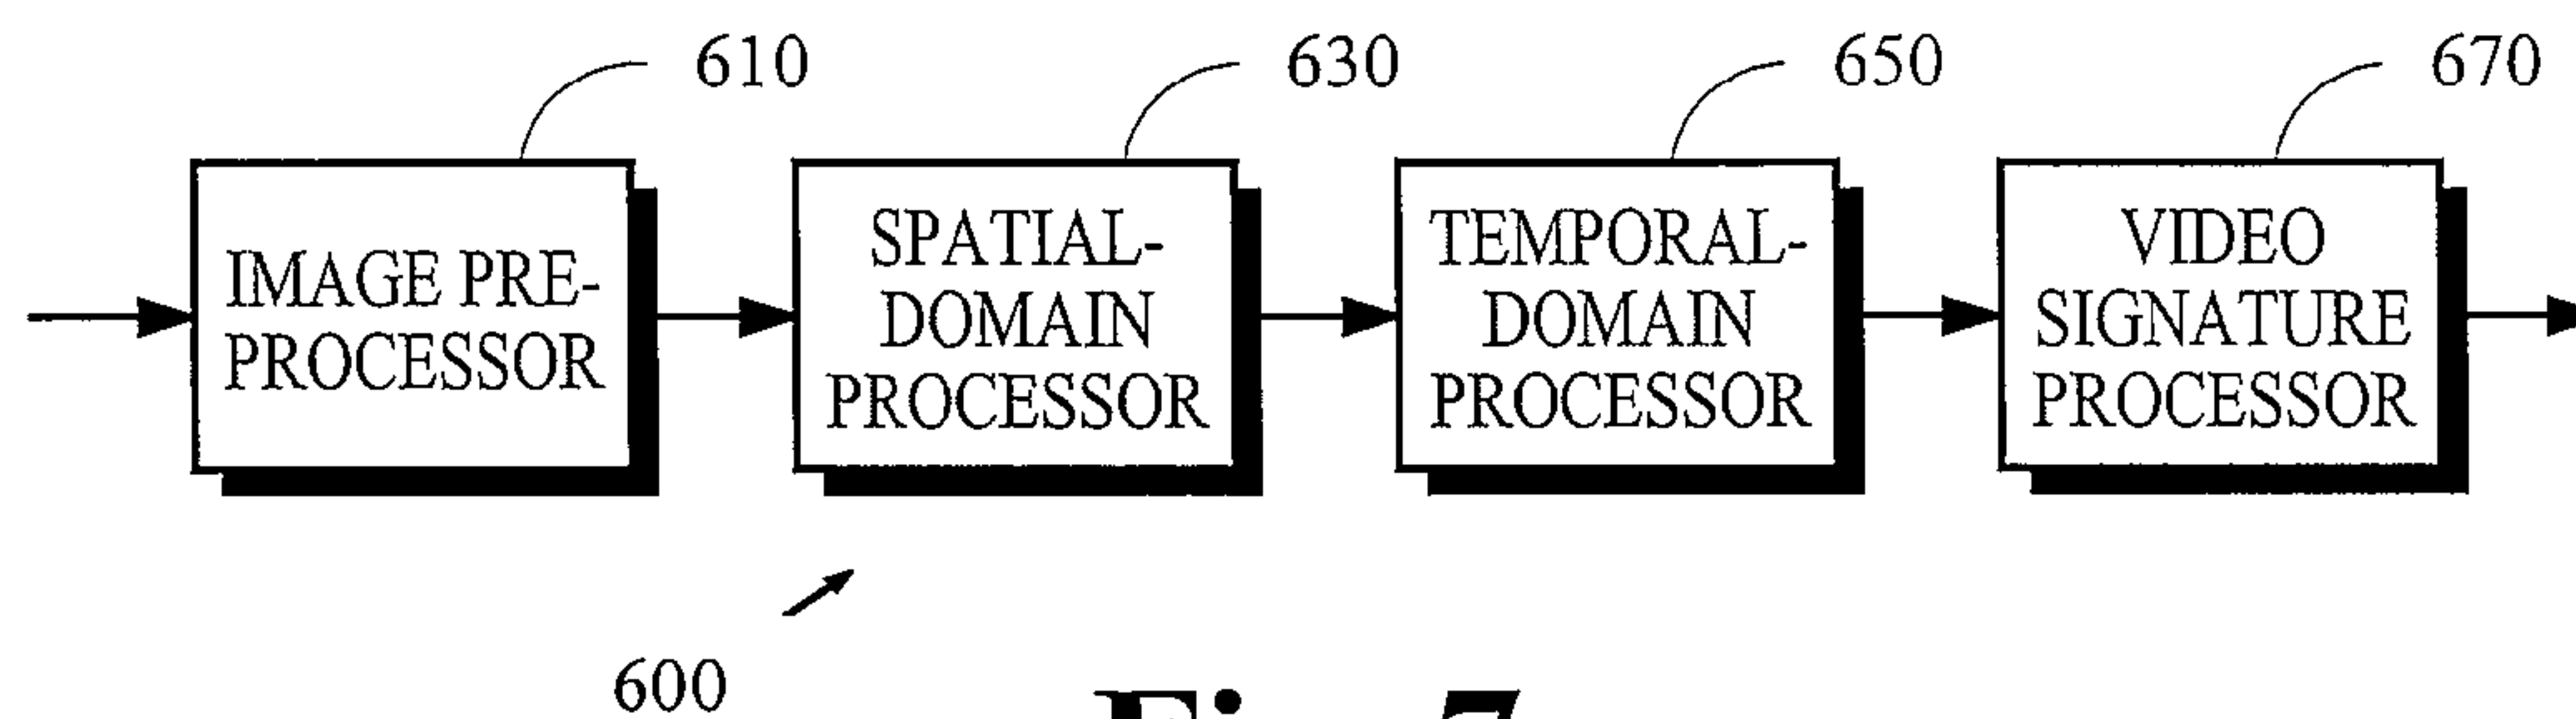 610
630
650
670
IMAGE PRE-
PROCESSOR
SPATIAL-
DOMAIN
PROCESSOR
TEMPORAL-
DOMAIN
PROCESSOR
VIDEO
SIGNATURE
PROCESSOR
600